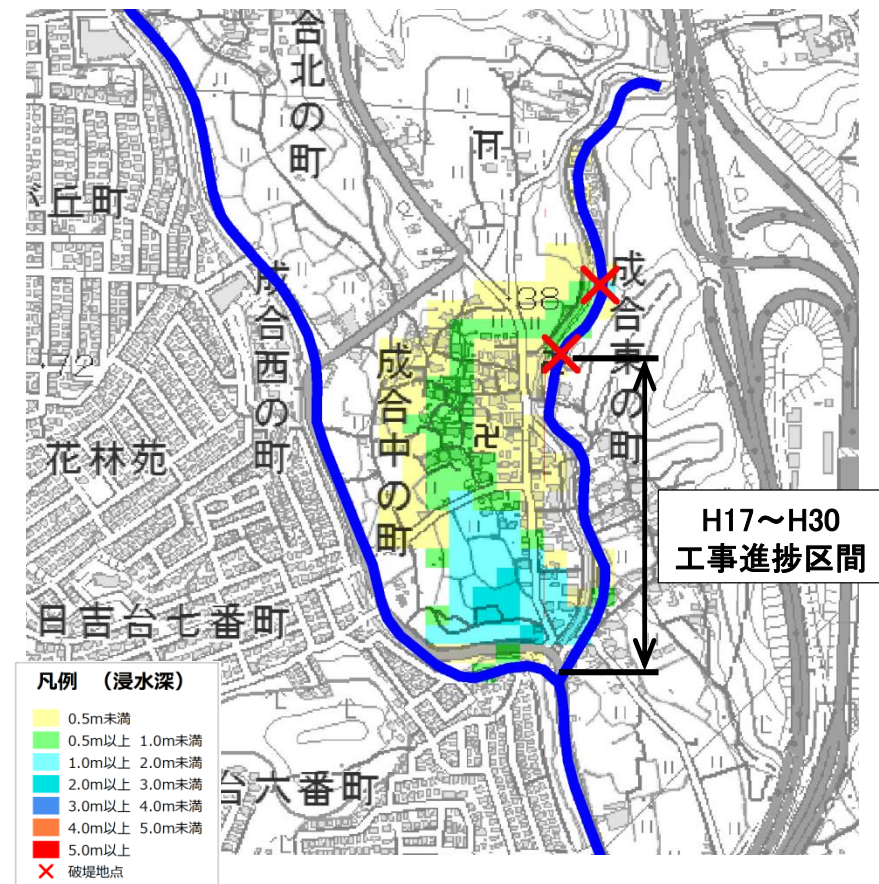 合北の町
が丘町
成合西の町
72
花林苑
成合中の町
38
成合東の町
日吉台七番町
台六番町
H17～H30
工事進捗区間
凡例 （浸水深）
0.5m未満
0.5m以上 1.0m未満
1.0m以上 2.0m未満
2.0m以上 3.0m未満
3.0m以上 4.0m未満
4.0m以上 5.0m未満
5.0m以上
破堤地点